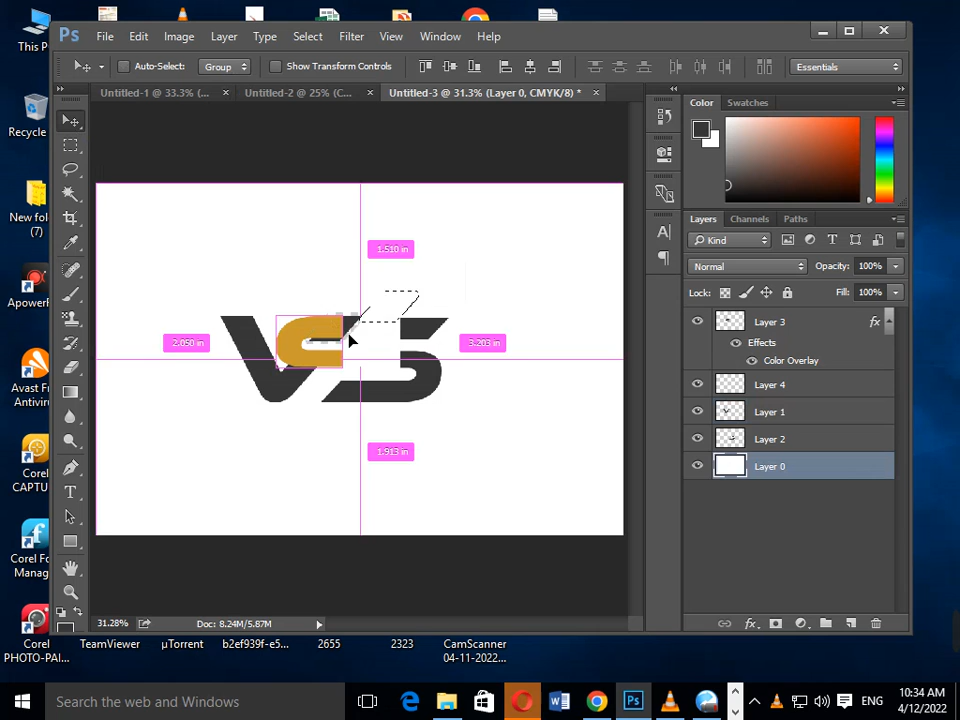 This P
Recycle
New fol
(7)
ApowerR
Avast F
Antiviru
Corel
CAPTUR
Corel Fo
Manag
Corel
PHOTO-PAI...
TeamViewer
µTorrent
b2ef939f-e5...
2655
2323
CamScanner
04-11-2022...
Ps
File
Edit
Image
Layer
Type
Select
Filter
View
Window
Help
Auto-Select:
Group
Show Transform Controls
Essentials
Untitled-1 @ 33.3% (... ×
Untitled-2 @ 25% (C... ×
Untitled-3 @ 31.3% (Layer 0, CMYK/8) * ×
1.510 in
2.050 in
3.203 in
1.913 in
VS
31.28%
Doc: 8.24M/5.87M
Color
Swatches
Layers
Channels
Paths
Kind
Normal
Opacity: 100%
Lock:
Fill: 100%
Layer 3
fx
Effects
Color Overlay
Layer 4
Layer 1
Layer 2
Layer 0
Search the web and Windows
ENG
10:34 AM
4/12/2022